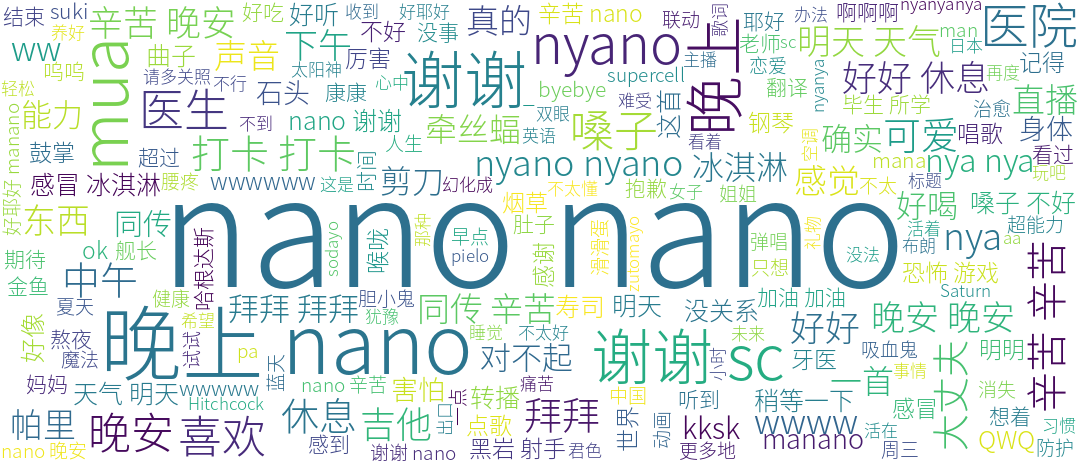 结束 suki 辛苦 晚安 好吃 好听 收到 好耶好 不好 没事 真的 辛苦 nano 联动 歌词 耶好 办法 啊啊啊 nyanyanya
养好 ww mua 曲子 声音 下午 厉害 谢谢 nyano 晚上 老师 sc 明天 天气 man 日本 医院
呜呜 请多关照 不行 太阳神 主播 恋爱 记得
轻松 能力 医生 石头 康康 心中 byebye supercell 翻译 nyanya 好好 休息 再度
不到 nano 谢谢 牵丝蝠 双眼 难受 嗓子 这首 钢琴 毕生 所学 治愈 直播
好耶好 manano 鼓掌 超过 打卡 打卡 人生 英语 看着 确实 可爱 唱歌 身体
感冒 冰淇淋 腰疼 wwwwww 这是 时间 剪刀 nyano nyano 冰淇淋 空洞 mana nya nya 看过 玩吧
东西 同传 幻化成 不太懂 抱歉 女子 姐姐 感觉 不太 标题 嗓子 不好
哈根达斯 nano nano 烟草 好喝 超能力
ok 舰长 sodayo 喉咙 那种 早点 肚子 滑滑蛋 弹唱 礼物 活着 nya aa
期待 中午 pielo 感谢 zutomayo 只想 没法 布朗 恐怖 游戏
金鱼 夏天 健康 拜拜 拜拜 胆小鬼 同传 辛苦 寿司 明天 没关系 加油 加油 Saturn 辛苦
好像 熬夜 希望 晚上 nano 犹豫 睡觉 不太好 未来 好好 晚安 晚安
魔法 试试 pa 蓝天 对不起 谢谢 sc 小时 牙医 吸血鬼 大丈夫 明明 辛苦
妈妈 天气 明天 wwwww nano 辛苦 害怕 转播 痛苦 中国 一首 事情 消失
Hitchcock 休息 吉他 出口 一点 拜拜 听到 稍等一下 感冒 想着
帕里 晚安 喜欢 点歌 世界 动画 kksk wwww 活在 QWQ 习惯
nano 晚安 感到 谢谢 nano 黑岩 射手 君色 更多地 manano 周三 防护